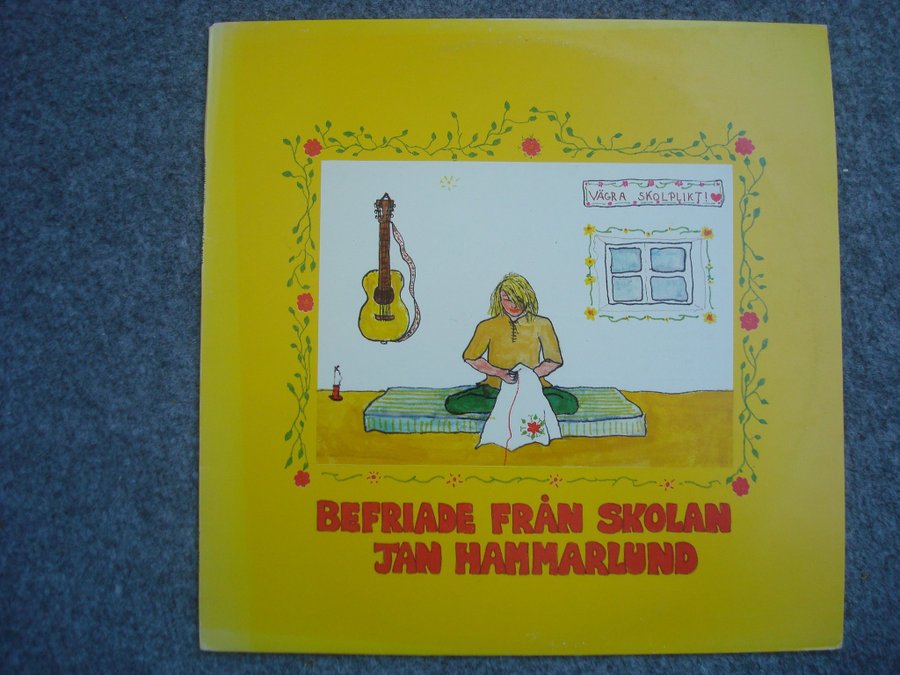 VÄGRA SKOLPLIKT!
BEFRIADE FRÅN SKOLAN
JAN HAMMARLUND